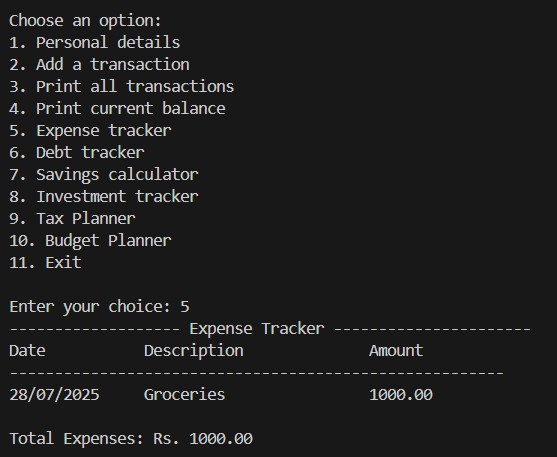 Choose an option:
1. Personal details
2. Add a transaction
3. Print all transactions
4. Print current balance
5. Expense tracker
6. Debt tracker
7. Savings calculator
8. Investment tracker
9. Tax Planner
10. Budget Planner
11. Exit
Enter your choice: 5
------------------- Expense Tracker ----------------------
Date Description Amount
-------------------------------------------------------
28/07/2025 Groceries 1000.00
Total Expenses: Rs. 1000.00